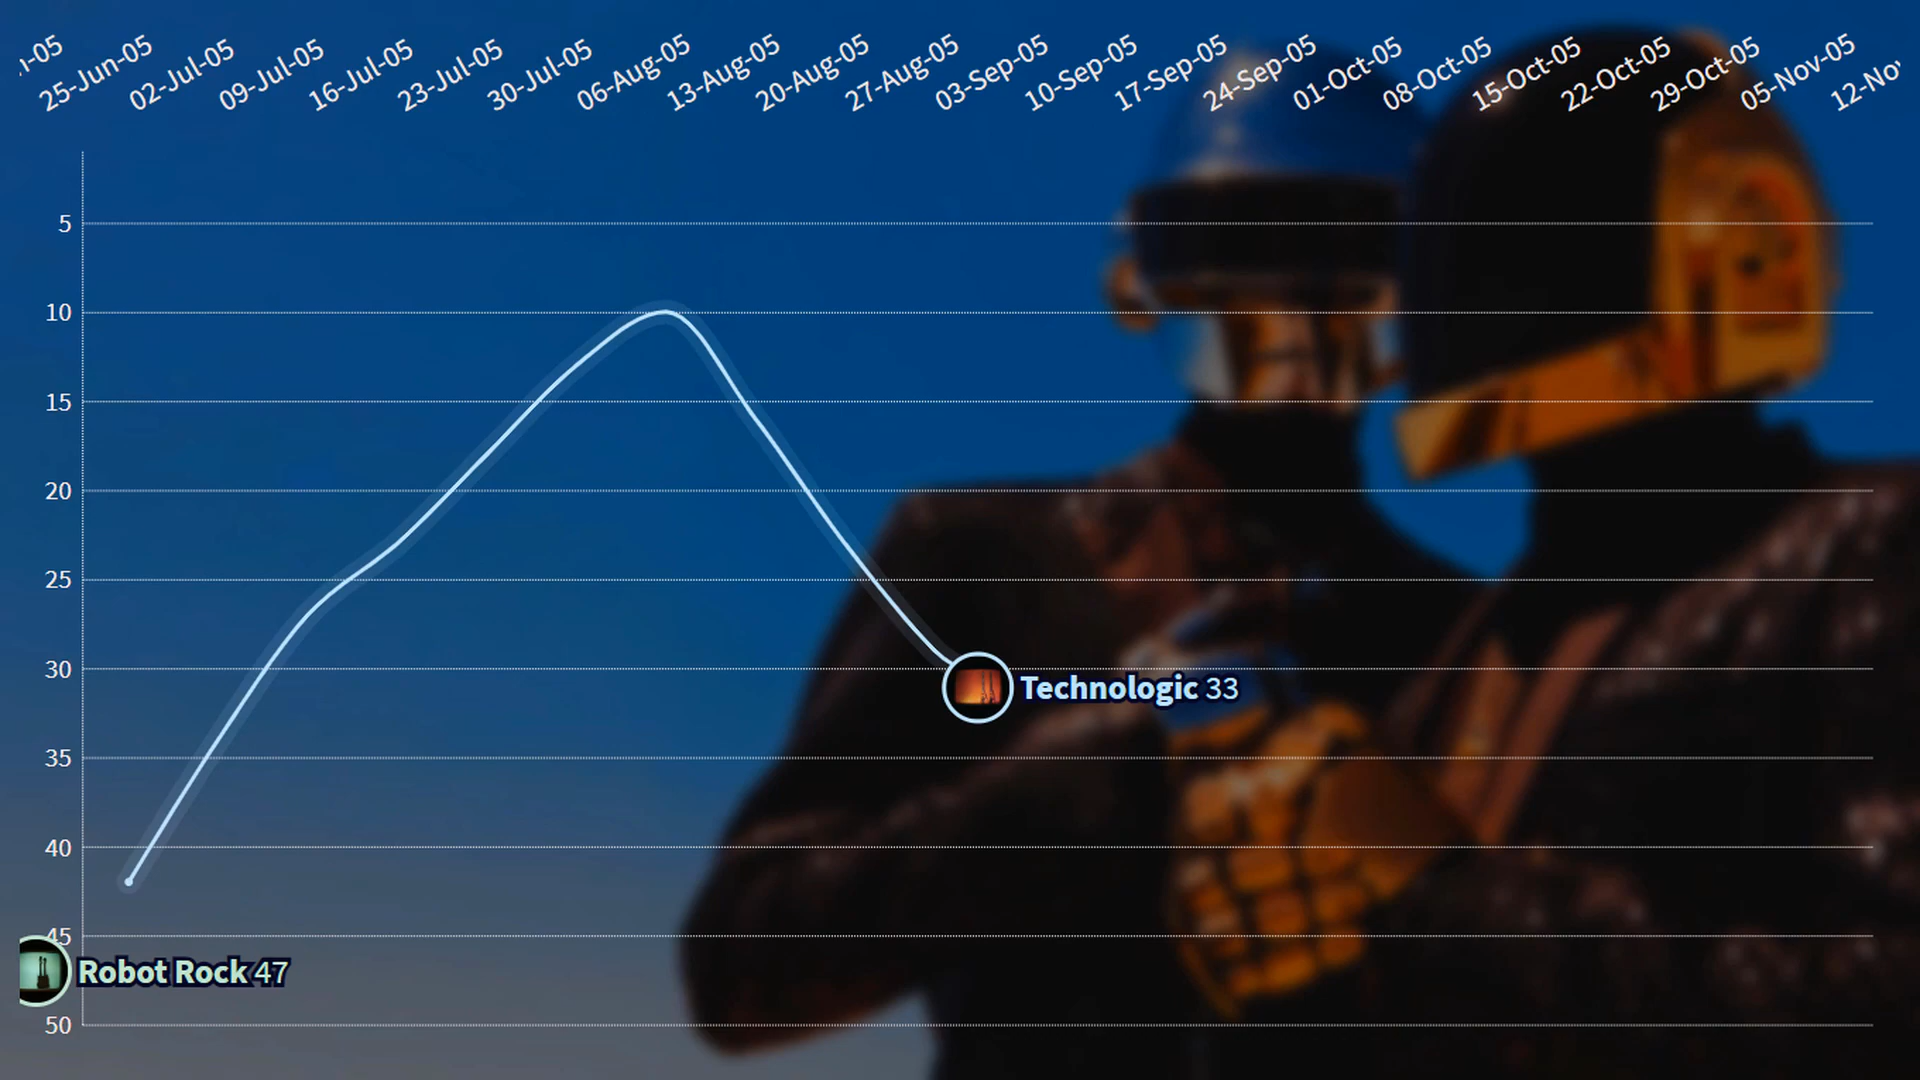 25-Jun-05
02-Jul-05
09-Jul-05
16-Jul-05
23-Jul-05
30-Jul-05
06-Aug-05
13-Aug-05
20-Aug-05
27-Aug-05
03-Sep-05
10-Sep-05
17-Sep-05
24-Sep-05
01-Oct-05
08-Oct-05
15-Oct-05
22-Oct-05
29-Oct-05
05-Nov-05
5
10
15
20
25
30
Technologic 33
35
40
45
Robot Rock 47
50